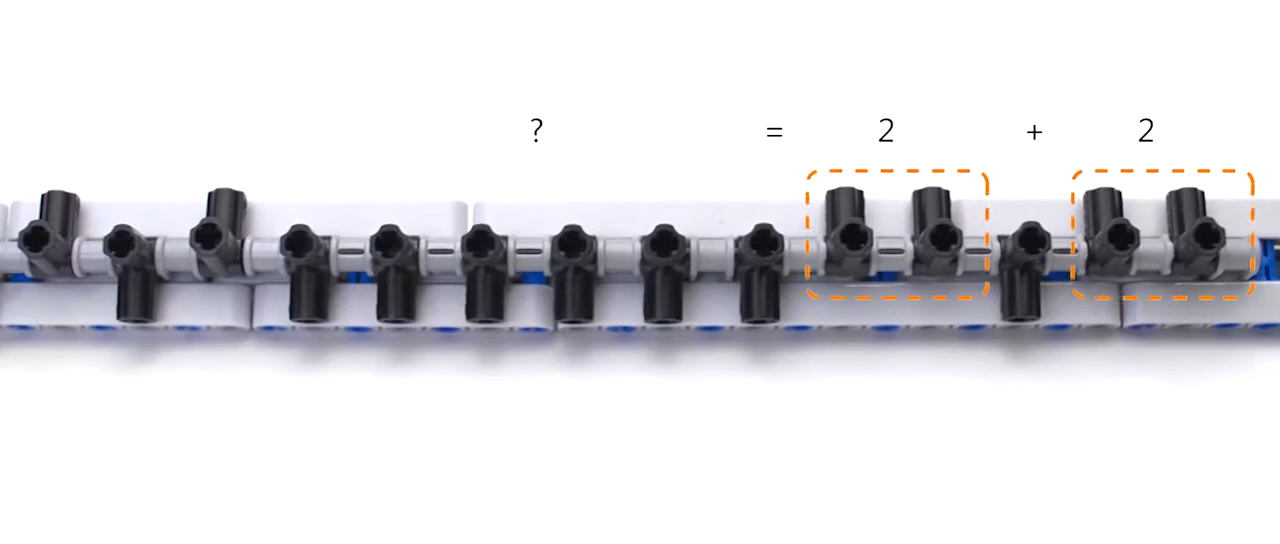 ? = 2 + 2